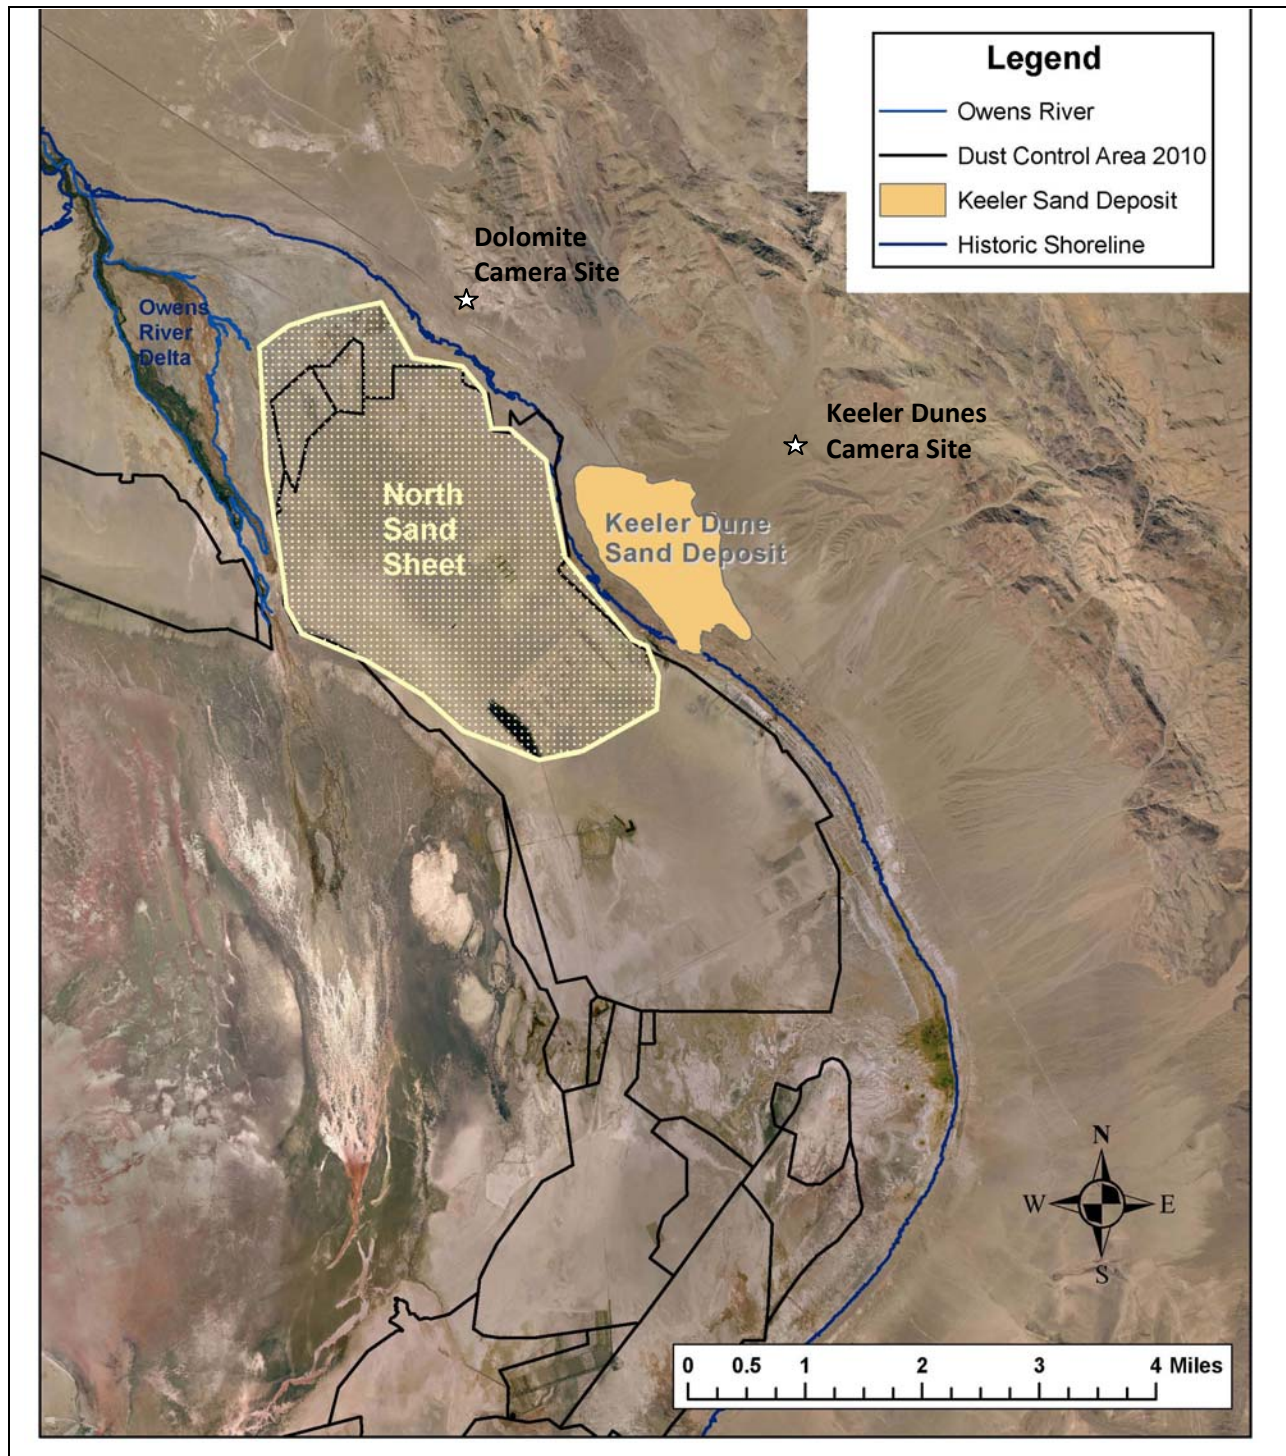 Legend
Owens River
Dust Control Area 2010
Keeler Sand Deposit
Historic Shoreline
Dolomite
Camera Site
Owens
River
Delta
Keeler Dunes
Camera Site
North
Sand
Sheet
Keeler Dune
Sand Deposit
N
W E
S
0 0.5 1 2 3 4 Miles